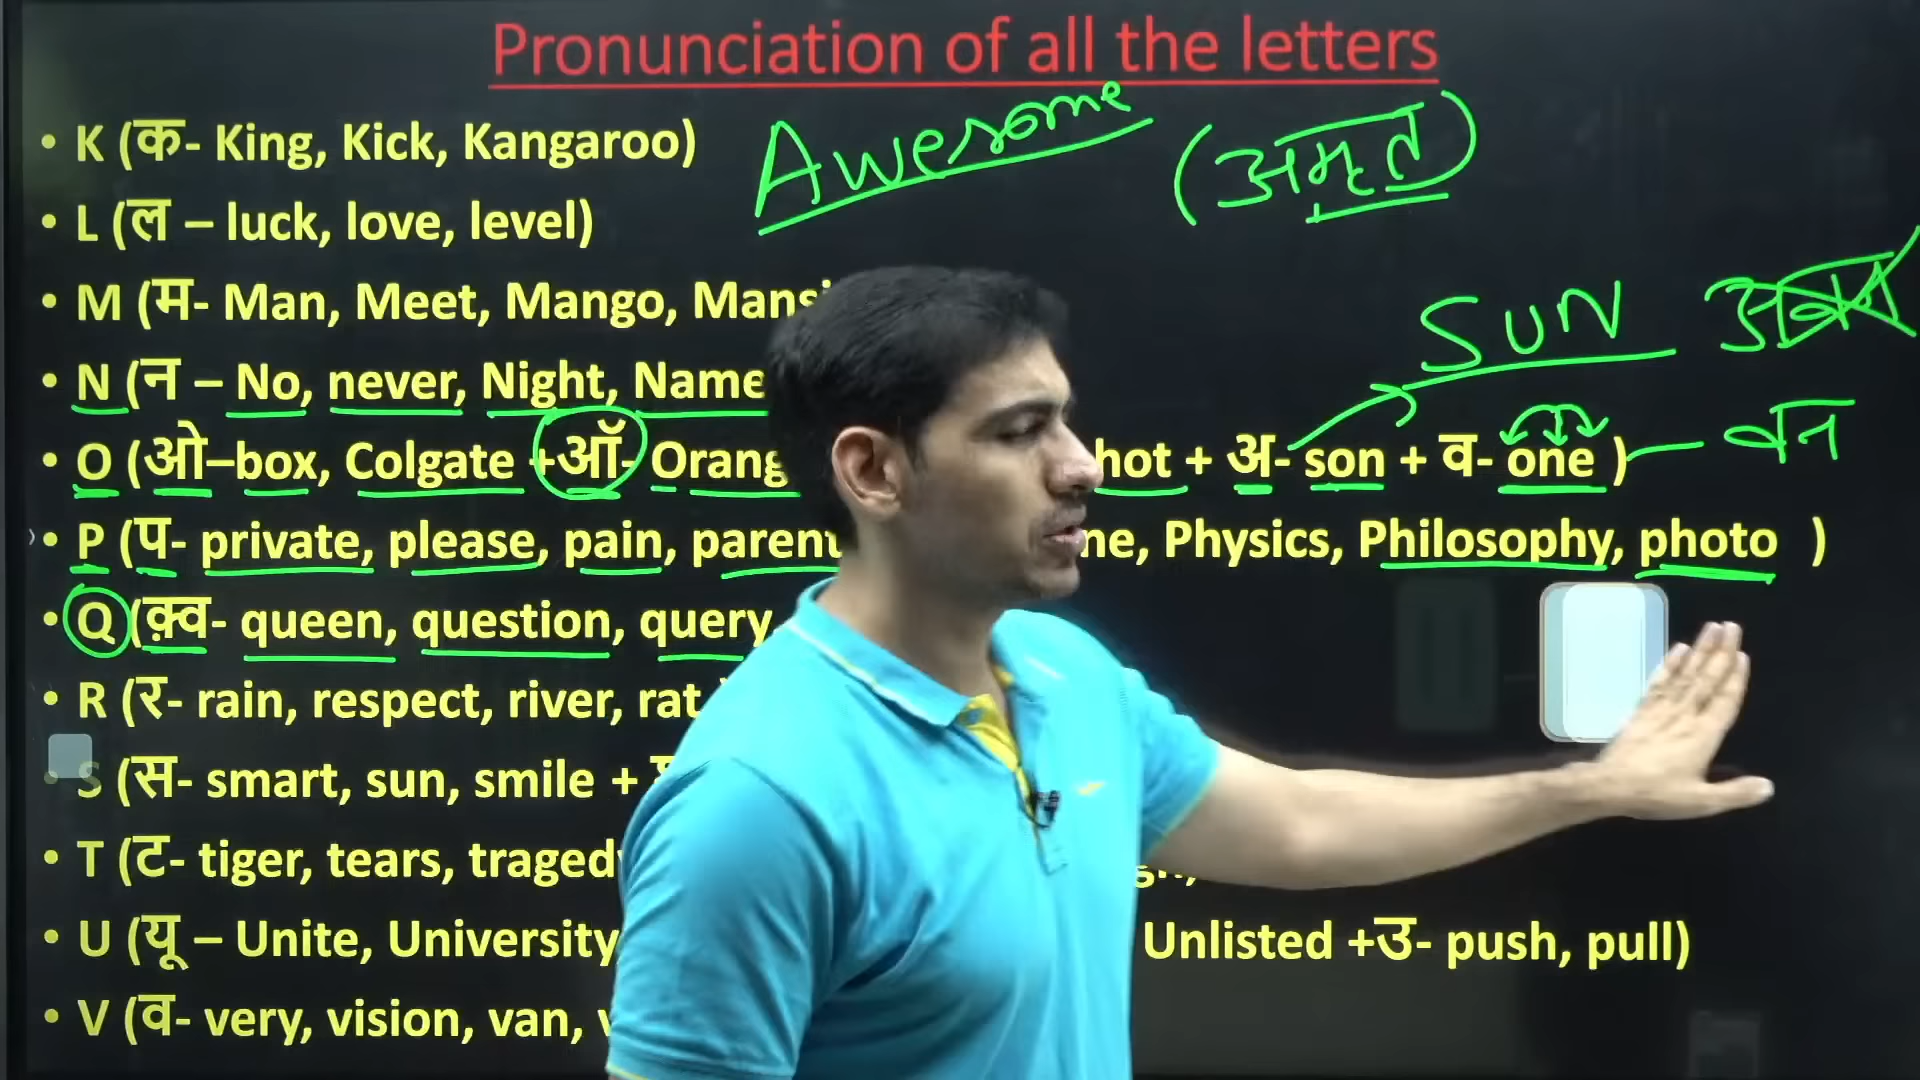 Pronunciation of all the letters
Awesome (अमृत)
• K (क- King, Kick, Kangaroo)
• L (ल – luck, love, level)
• M (म- Man, Meet, Mango,
SUN
• N (न – No, never, Night, Name
• O (ओ–box, Colgate +ऑ- hot + अ- son + व- one )
वन
• P (प- private, please, pain, Physics, Philosophy, photo )
• Q (क़्व- queen, question, query,
• R (र- rain, respect, river, rat
• S (स- smart, sun, smile +
• T (ट- tiger, tears,
• U (यू – Unite, University, Unlisted +उ- push, pull)
• V (व- very, vision, van,